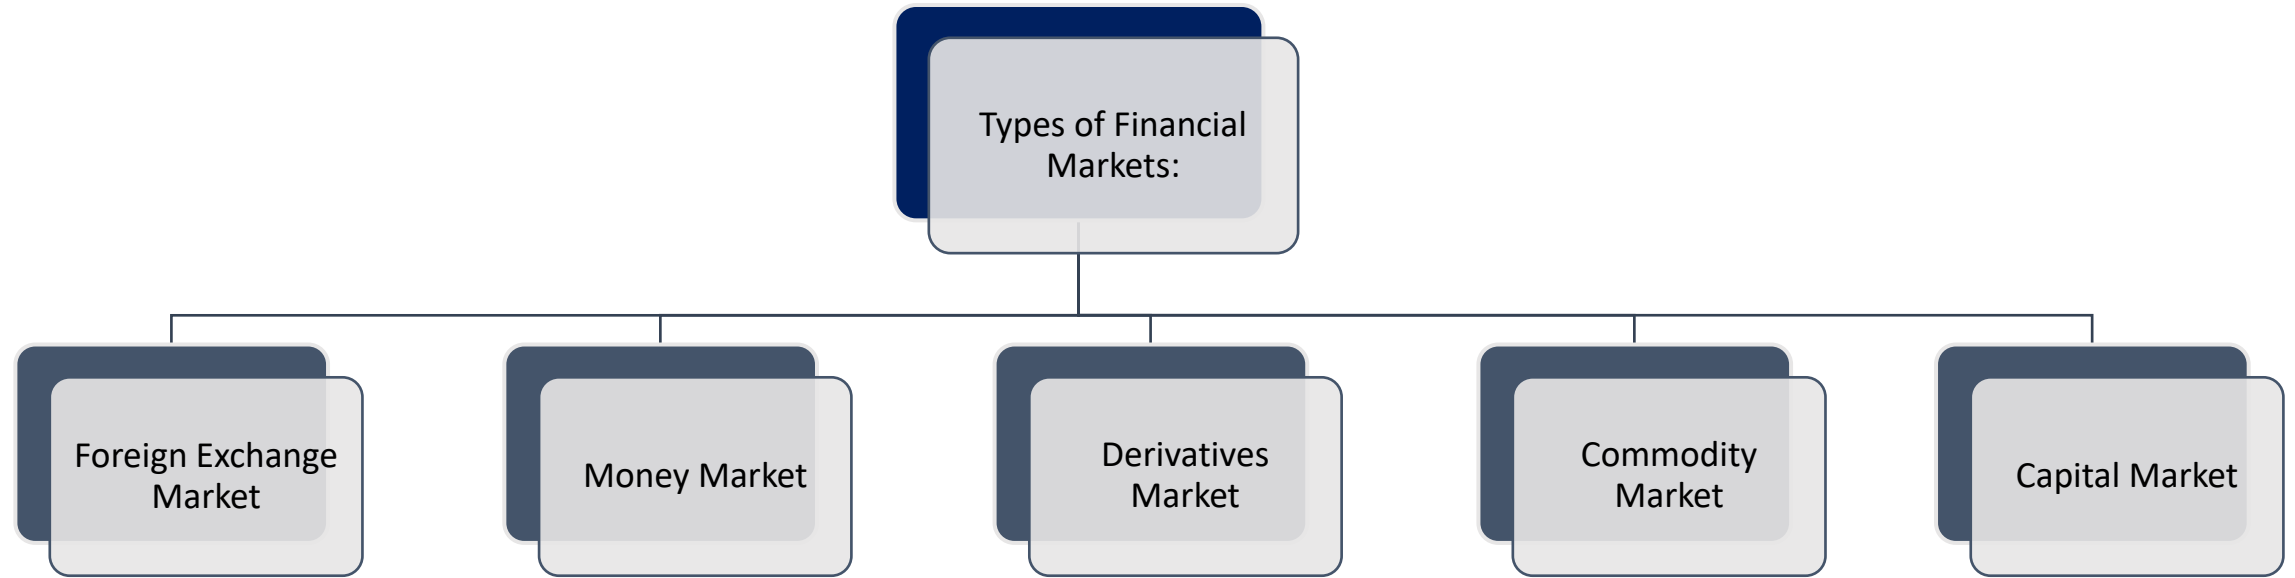 Types of Financial
Markets:
Foreign Exchange
Market
Money Market
Derivatives
Market
Commodity
Market
Capital Market